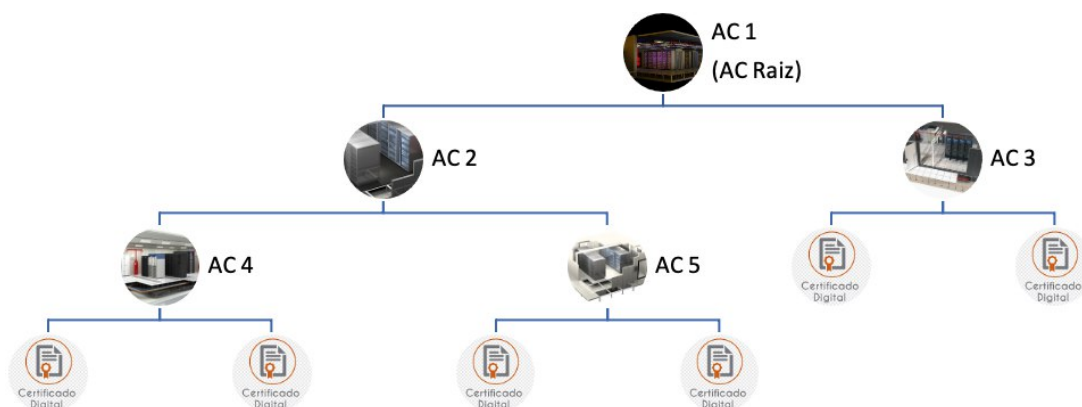 AC 1
(AC Raiz)
AC 2
AC 3
AC 4
AC 5
Certificado
Digital
Certificado
Digital
Certificado
Digital
Certificado
Digital
Certificado
Digital
Certificado
Digital